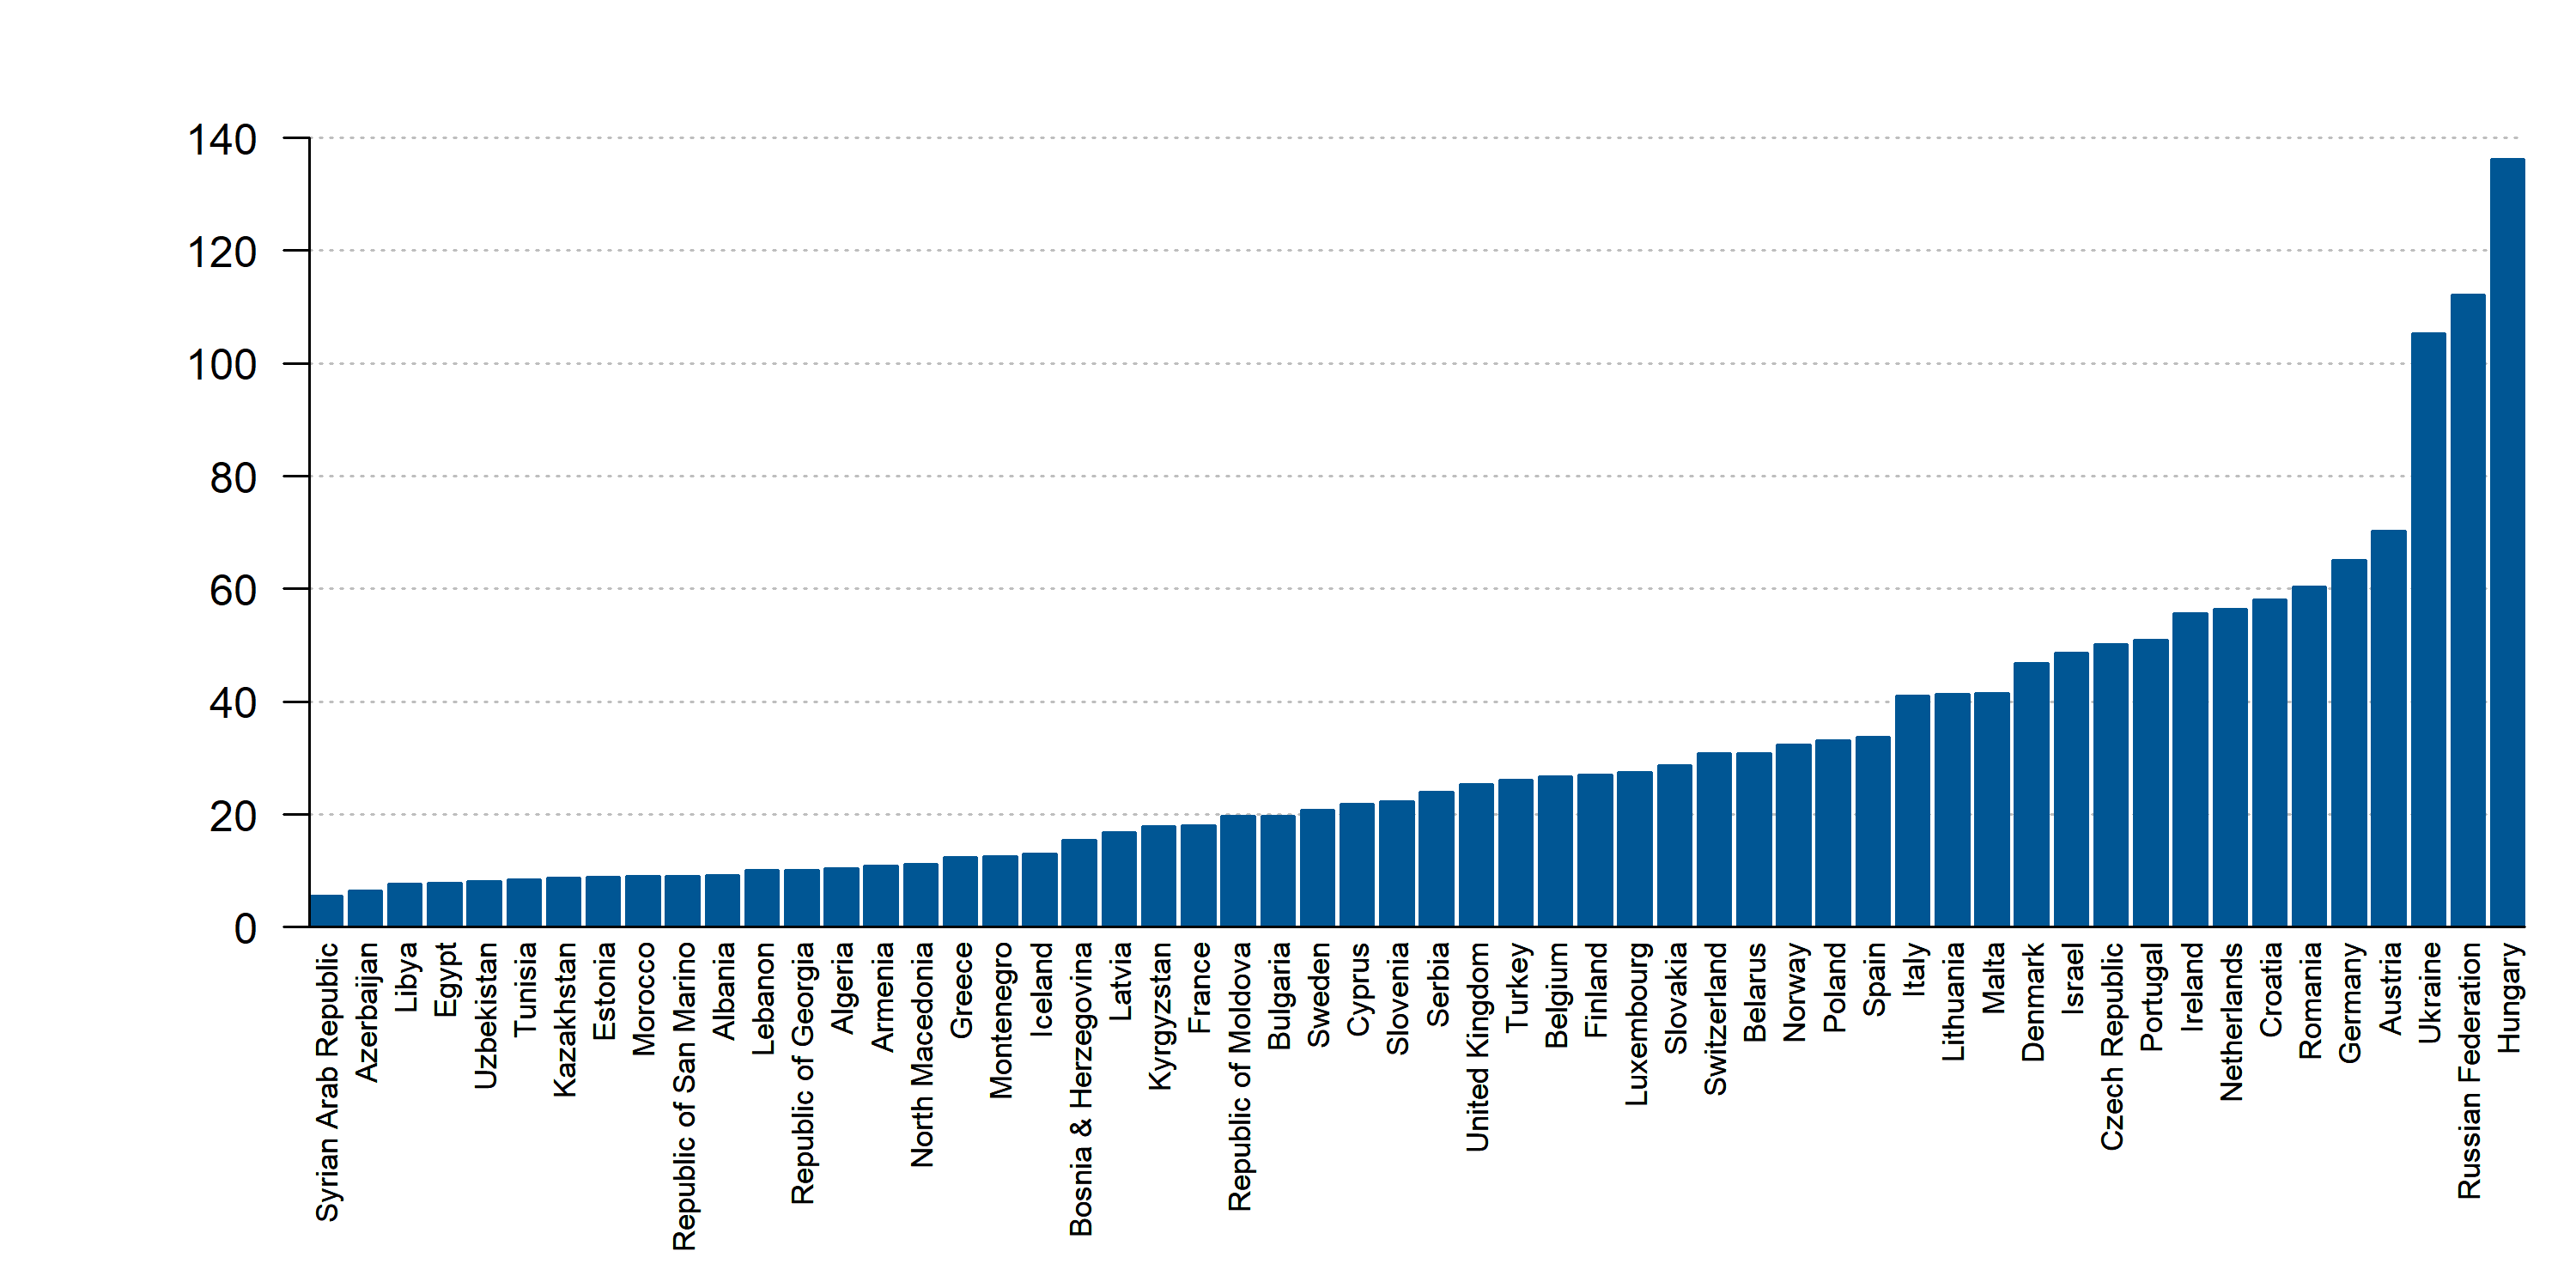 140
120
100
80
60
40
20
0
Syrian Arab Republic
Azerbaijan
Libya
Egypt
Uzbekistan
Tunisia
Kazakhstan
Estonia
Morocco
Republic of San Marino
Albania
Lebanon
Republic of Georgia
Algeria
Armenia
North Macedonia
Greece
Montenegro
Iceland
Bosnia & Herzegovina
Latvia
Kyrgyzstan
France
Republic of Moldova
Bulgaria
Sweden
Cyprus
Slovenia
Serbia
United Kingdom
Turkey
Belgium
Finland
Luxembourg
Slovakia
Switzerland
Belarus
Norway
Poland
Spain
Italy
Lithuania
Malta
Denmark
Israel
Czech Republic
Portugal
Ireland
Netherlands
Croatia
Romania
Germany
Austria
Ukraine
Russian Federation
Hungary